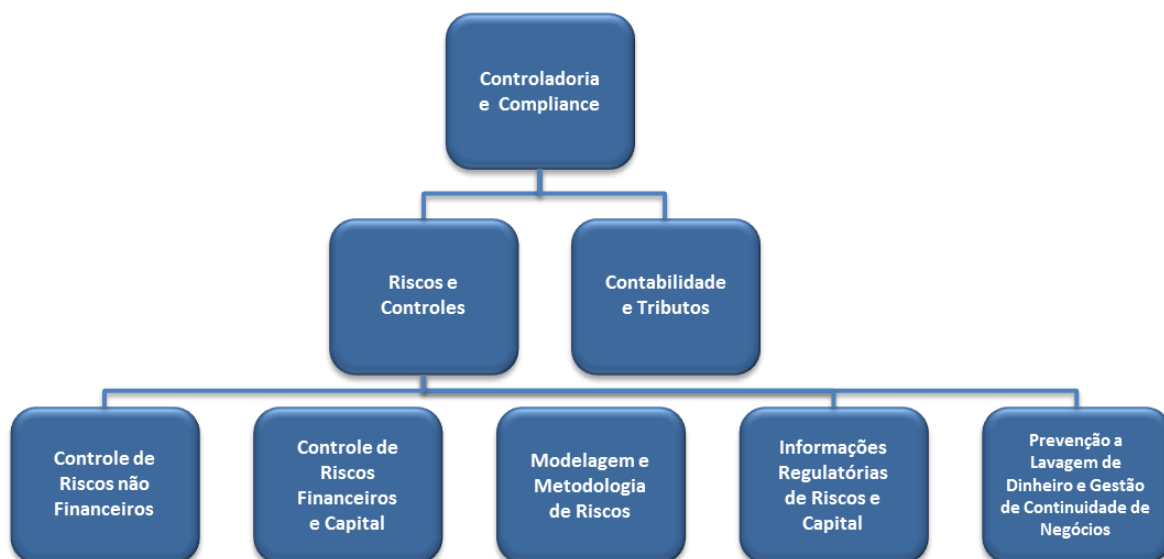 Controladoria
e Compliance
Riscos e
Controles
Contabilidade
e Tributos
Controle de
Riscos não
Financeiros
Controle de
Riscos
Financeiros
e Capital
Modelagem e
Metodologia
de Riscos
Informações
Regulatórias
de Riscos e
Capital
Prevenção a
Lavagem de
Dinheiro e Gestão
de Continuidade de
Negócios